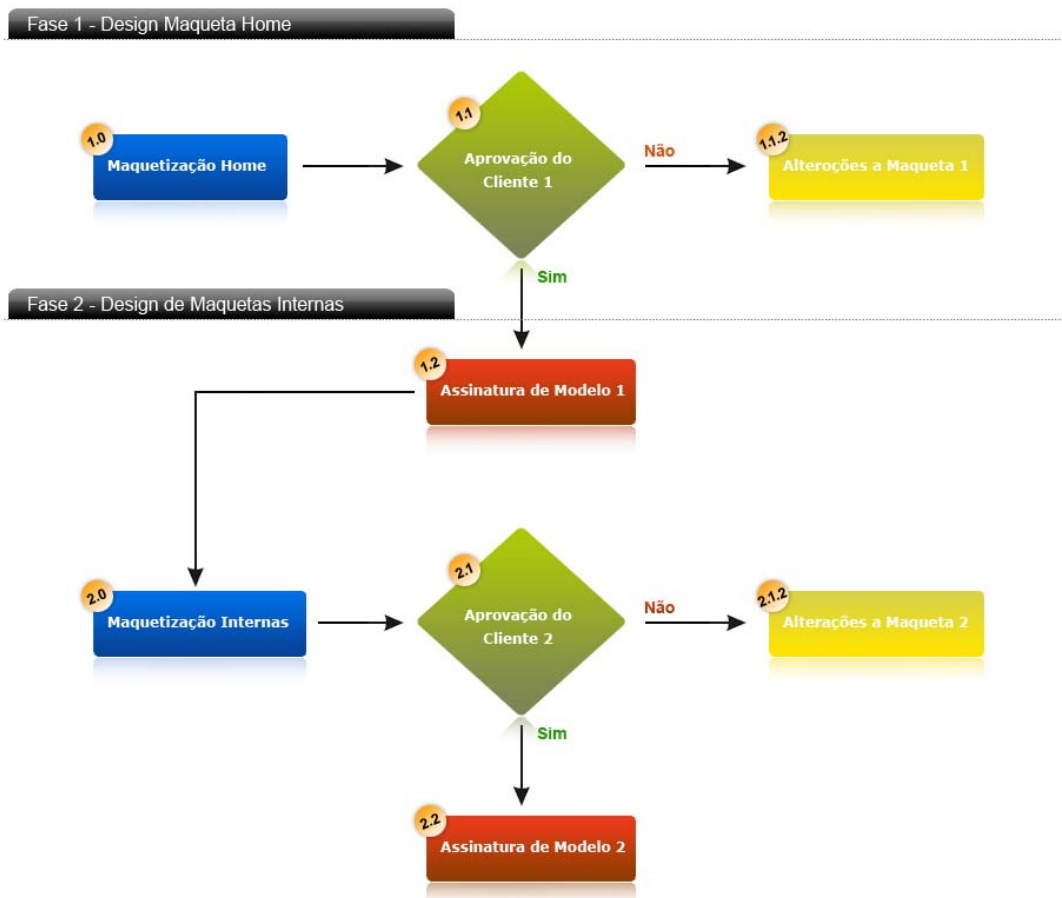 Fase 1 - Design Maqueta Home
1.0
Maquetização Home
1.1
Aprovação do
Cliente 1
Não
1.1.2
Alteroções a Maqueta 1
Sim
Fase 2 - Design de Maquetas Internas
1.2
Assinatura de Modelo 1
2.0
Maquetização Internas
2.1
Aprovação do
Cliente 2
Não
2.1.2
Alterações a Maqueta 2
Sim
2.2
Assinatura de Modelo 2